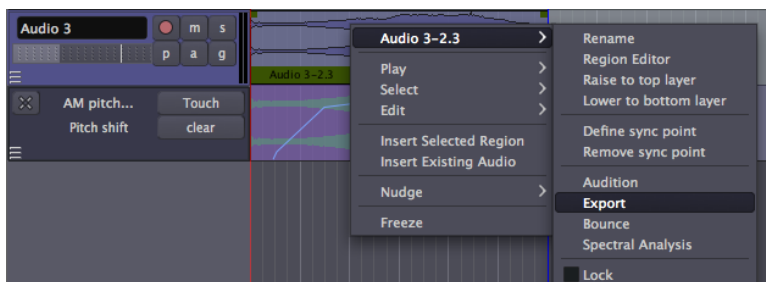 Audio 3
m
s
p
a
g
Audio 3-2.3
AM pitch...
Touch
Pitch shift
clear
Audio 3-2.3
Play
Select
Edit
Insert Selected Region
Insert Existing Audio
Nudge
Freeze
Rename
Region Editor
Raise to top layer
Lower to bottom layer
Define sync point
Remove sync point
Audition
Export
Bounce
Spectral Analysis
Lock